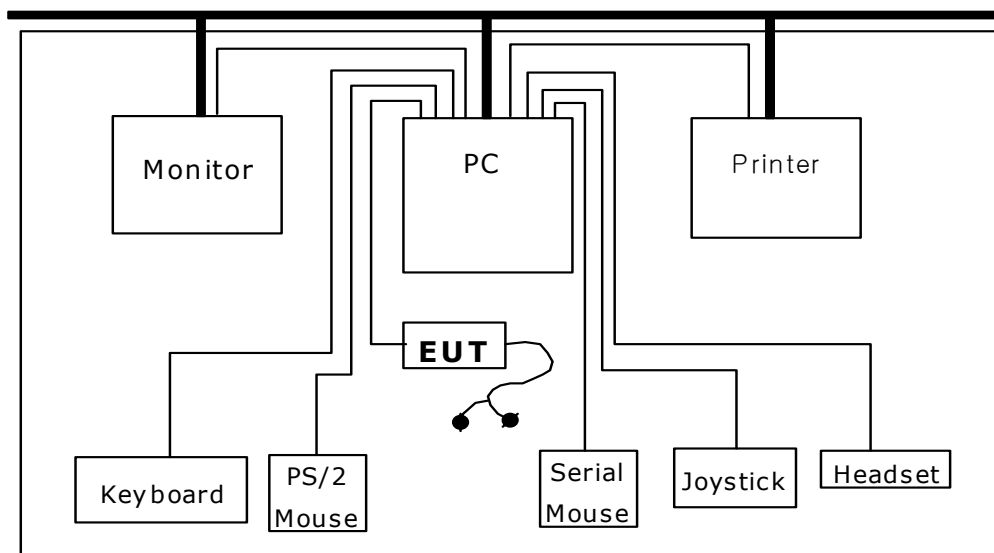 Monitor
PC
Printer
EUT
Keyboard
PS/2
Mouse
Serial
Mouse
Joystick
Headset